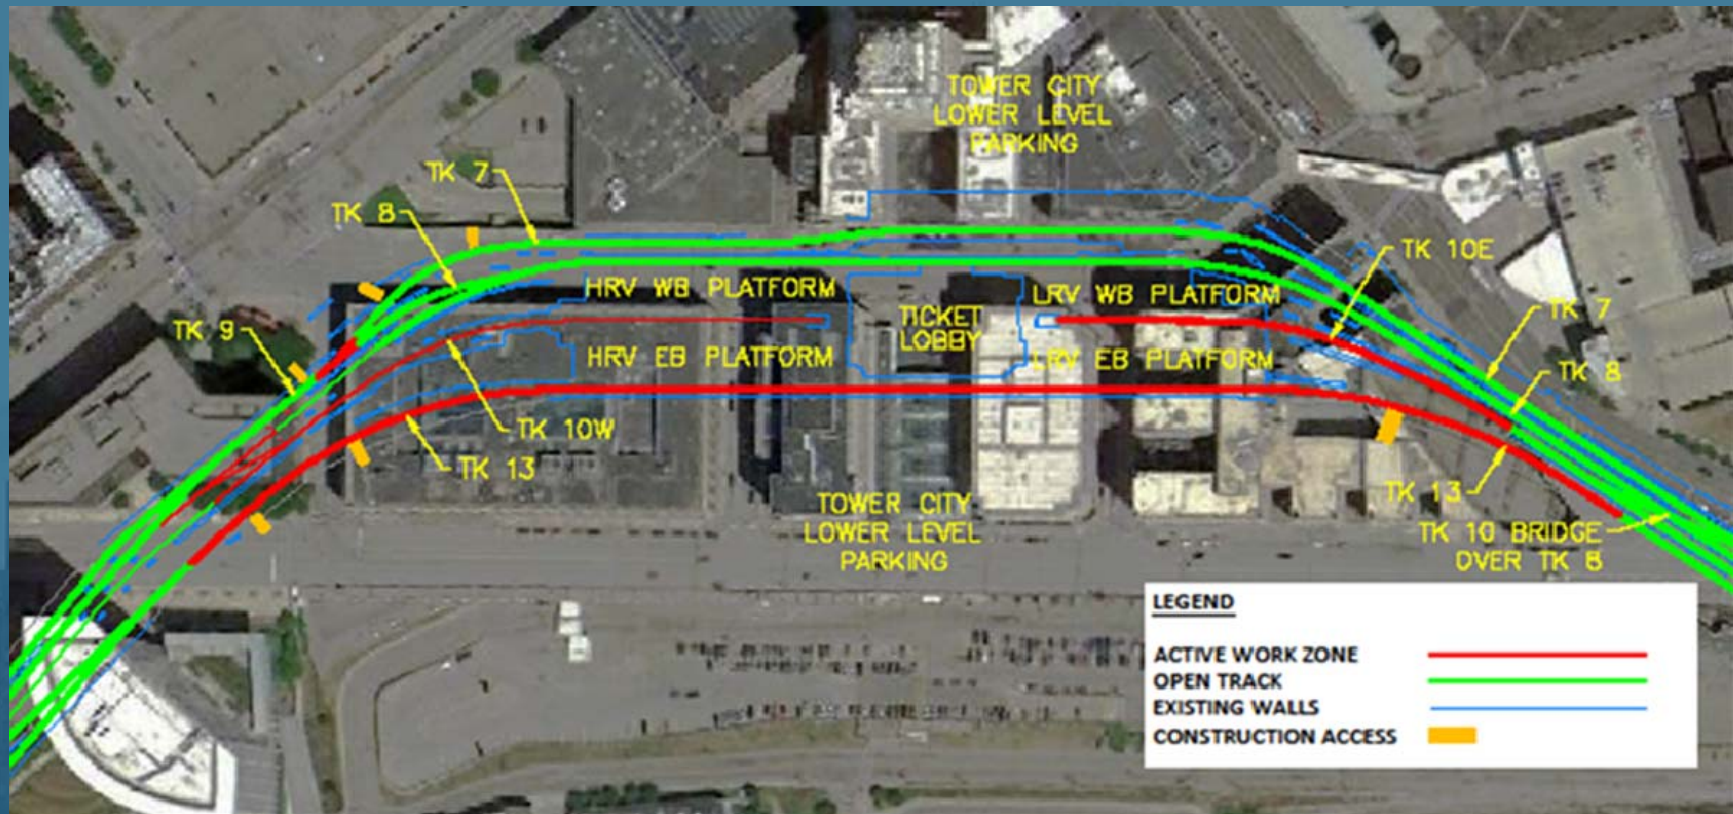 TOWER CITY
LOWER LEVEL
PARKING
TK 7
TK 8
TK 10E
HRV WB PLATFORM
LRV WB PLATFORM
TK 7
TK 9
TICKET
LOBBY
HRV EB PLATFORM
LRV EB PLATFORM
TK 8
TK 10W
TK 13
TK 13
TOWER CITY
LOWER LEVEL
PARKING
TK 10 BRIDGE
OVER TK 8
LEGEND
ACTIVE WORK ZONE
OPEN TRACK
EXISTING WALLS
CONSTRUCTION ACCESS